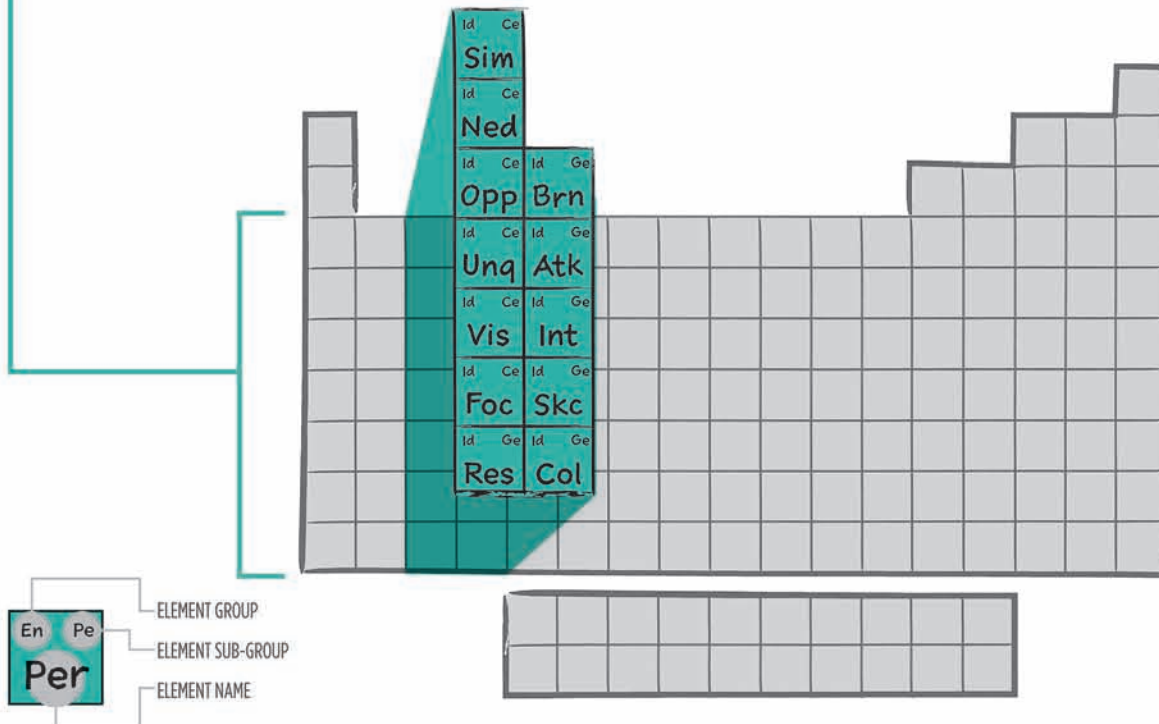 Id Ce
Sim
Id Ce
Ned
Id Ce Id Ge
Opp Brn
Id Ce Id Ge
Unq Atk
Id Ce Id Ge
Vis Int
Id Ce Id Ge
Foc Skc
Id Ge Id Ge
Res Col
ELEMENT GROUP
En Pe
ELEMENT SUB-GROUP
Per
ELEMENT NAME